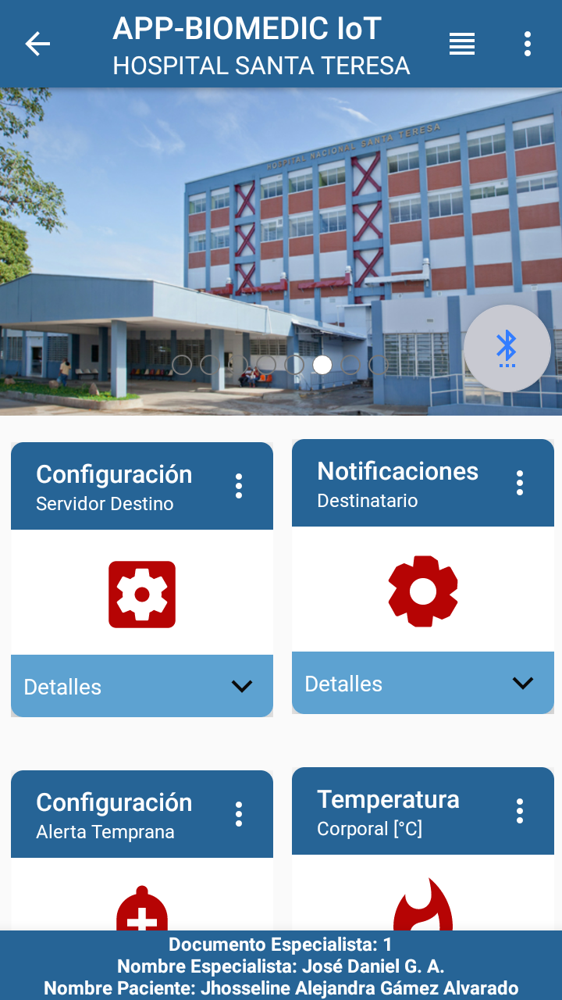 APP-BIOMEDIC IoT
HOSPITAL SANTA TERESA
HOSPITAL NACIONAL SANTA TERESA
Configuración
Servidor Destino
Detalles
Notificaciones
Destinatario
Detalles
Configuración
Alerta Temprana
Temperatura
Corporal [°C]
Documento Especialista: 1
Nombre Especialista: José Daniel G. A.
Nombre Paciente: Jhosseline Alejandra Gámez Alvarado